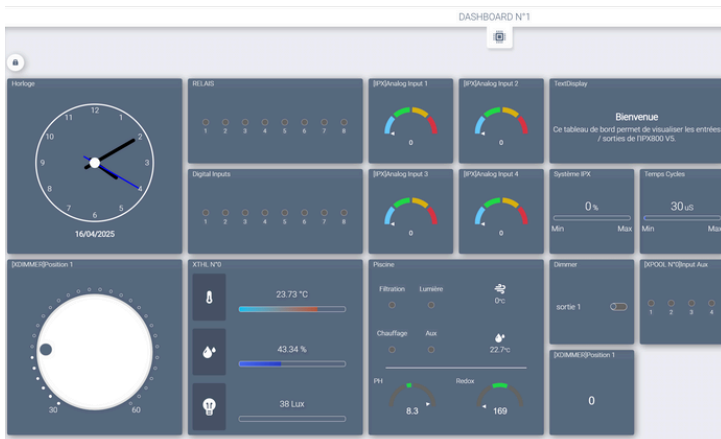 DASHBOARD N°1
Horloge
12
1
2
3
4
5
6
7
8
9
10
11
16/04/2025
RELAIS
1 2 3 4 5 6 7 8
[IPX]Analog Input 1
0
[IPX]Analog Input 2
0
TextDisplay
Bienvenue
Ce tableau de bord permet de visualiser les entrées
/ sorties de l'IPX800 V5.
Digital Inputs
1 2 3 4 5 6 7 8
[IPX]Analog Input 3
0
[IPX]Analog Input 4
0
Système IPX
0 %
Min Max
Temps Cycles
30 uS
Min Max
[XDIMMER]Position 1
30 60
XTHL N°0
23.73 °C
43.34 %
38 Lux
Piscine
Filtration Lumière
0°C
Chauffage Aux
22.7°C
PH
8.3
Redox
169
Dimmer
sortie 1
[XPOOL N°0]Input Aux
1 2 3 4
[XDIMMER]Position 1
0